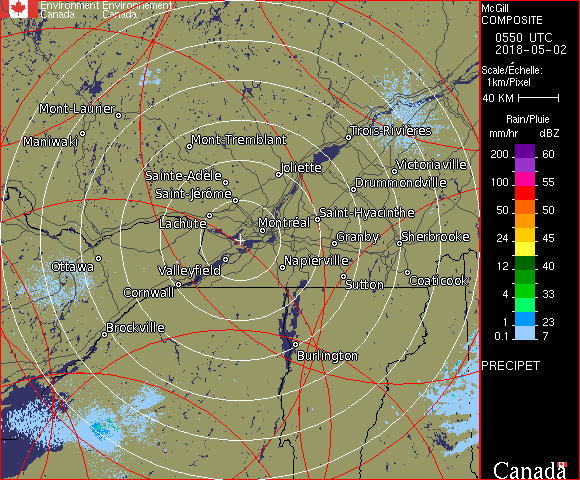 Environment Environnement
Canada Canada
McGill
COMPOSITE
0550 UTC
2018-05-02
Scale/Échelle:
1km/Pixel
40 KM
Rain/Pluie
mm/hr dBZ
200 60
150 55
100 55
50 50
24 45
12 40
4 33
1 23
0.1 7
PRECIPET
Canada
Mont-Laurier
Maniwaki
Mont-Tremblant
Trois-Rivières
Sainte-Adèle
Joliette
Victoriaville
Saint-Jérôme
Drummondville
Lachute
Montréal
Saint-Hyacinthe
Granby
Sherbrooke
Ottawa
Valleyfield
Napierville
Cornwall
Sutton
Coaticook
Brockville
Burlington